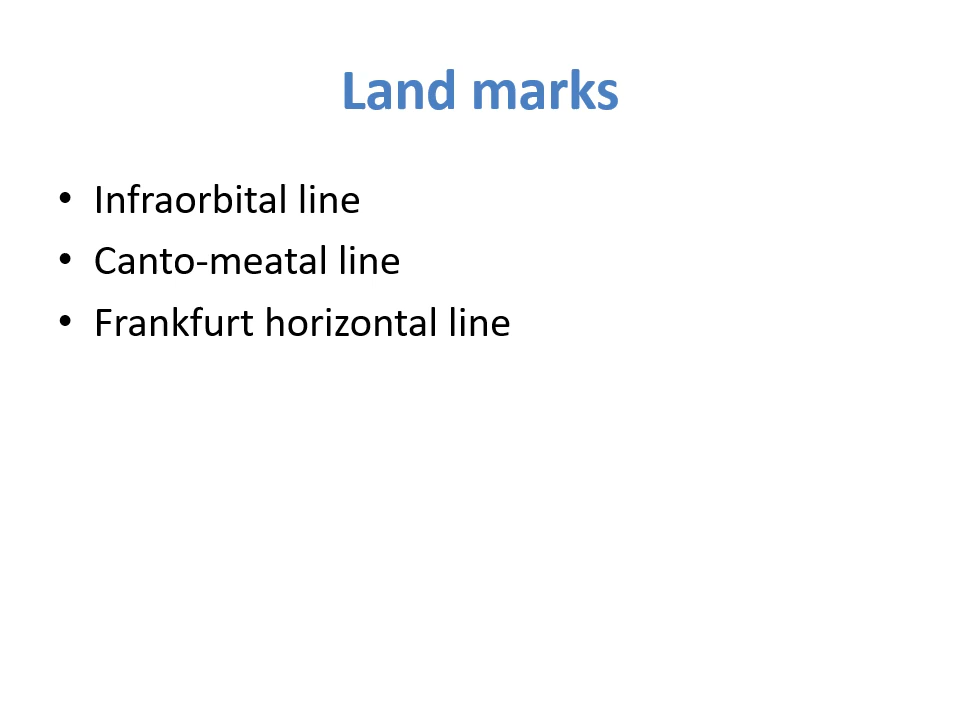 Land marks
• Infraorbital line
• Canto-meatal line
• Frankfurt horizontal line